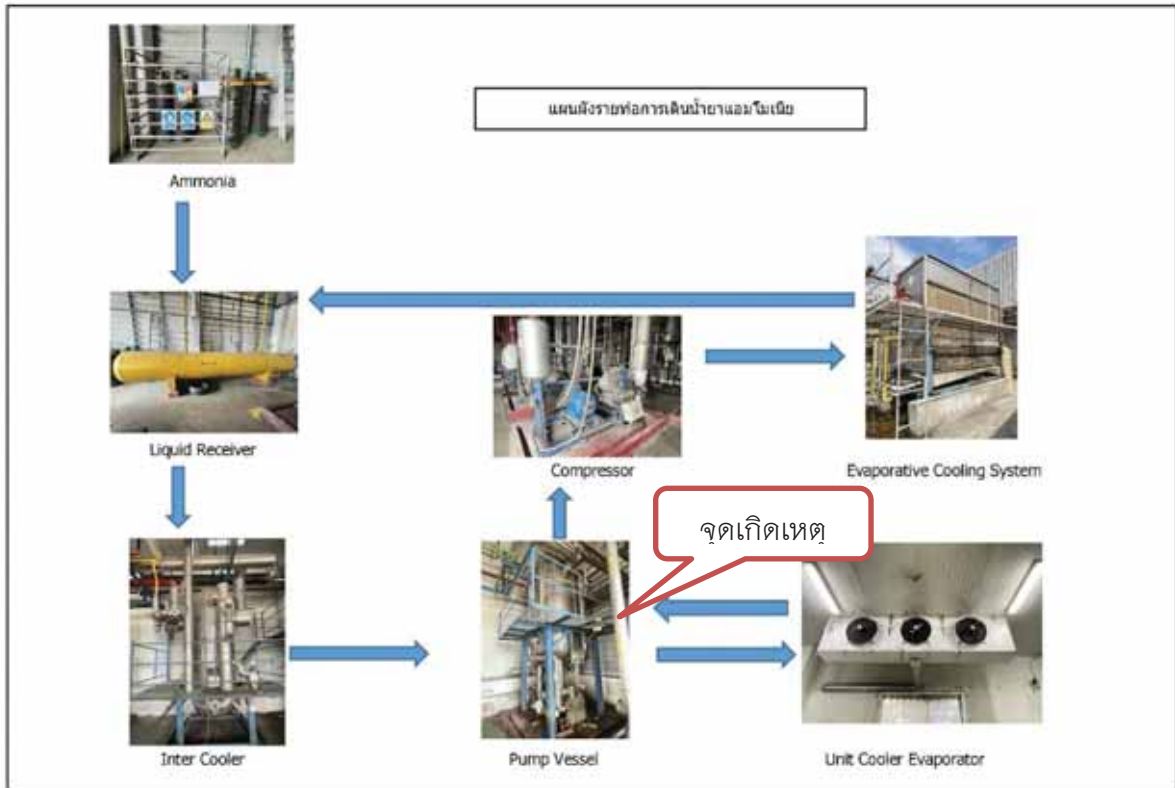 แผนผังรายท่อการเดินน้ำยาแอมโมเนีย
Ammonia
Liquid Receiver
Compressor
Evaporative Cooling System
จุดเกิดเหตุ
Inter Cooler
Pump Vessel
Unit Cooler Evaporator